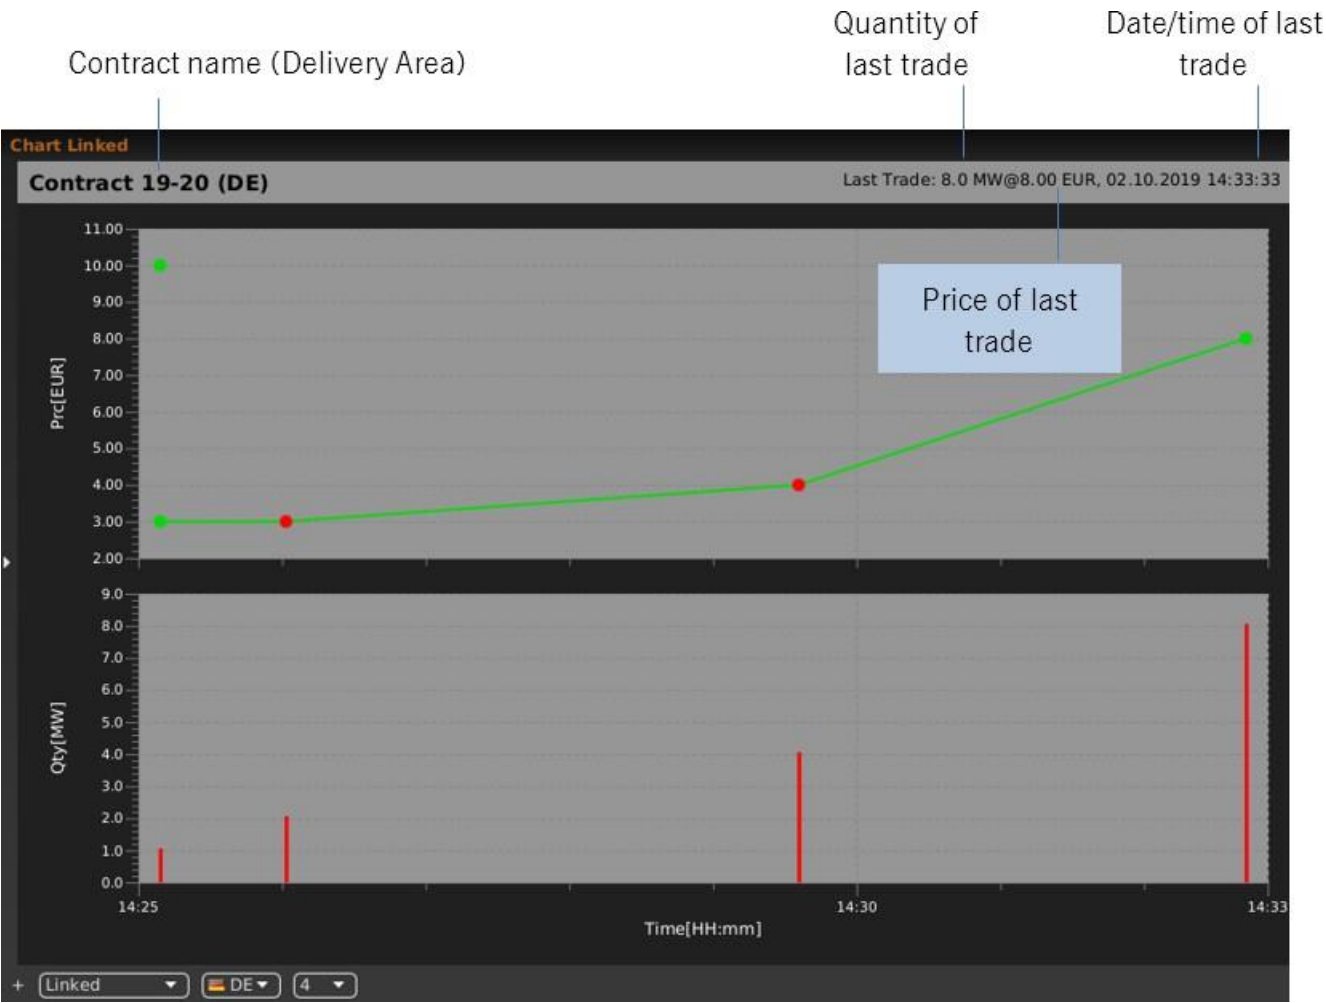 Quantity of
last trade
Date/time of last
trade
Contract name (Delivery Area)
Chart Linked
Contract 19-20 (DE)
Last Trade: 8.0 MW@8.00 EUR, 02.10.2019 14:33:33
Price of last
trade
Prc[EUR]
11.00
10.00
9.00
8.00
7.00
6.00
5.00
4.00
3.00
2.00
Qty[MW]
9.0
8.0
7.0
6.0
5.0
4.0
3.0
2.0
1.0
0.0
14:25
14:30
14:33
Time[HH:mm]
+ Linked DE 4